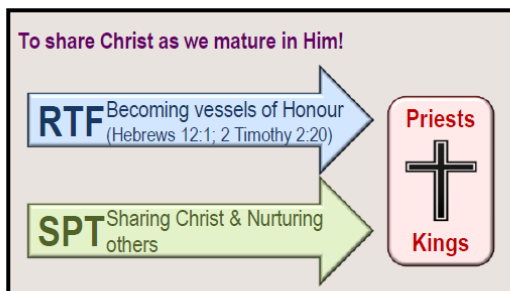 To share Christ as we mature in Him!
RTF
Becoming vessels of Honour
(Hebrews 12:1; 2 Timothy 2:20)
SPT
Sharing Christ & Nurturing
others
Priests
Kings